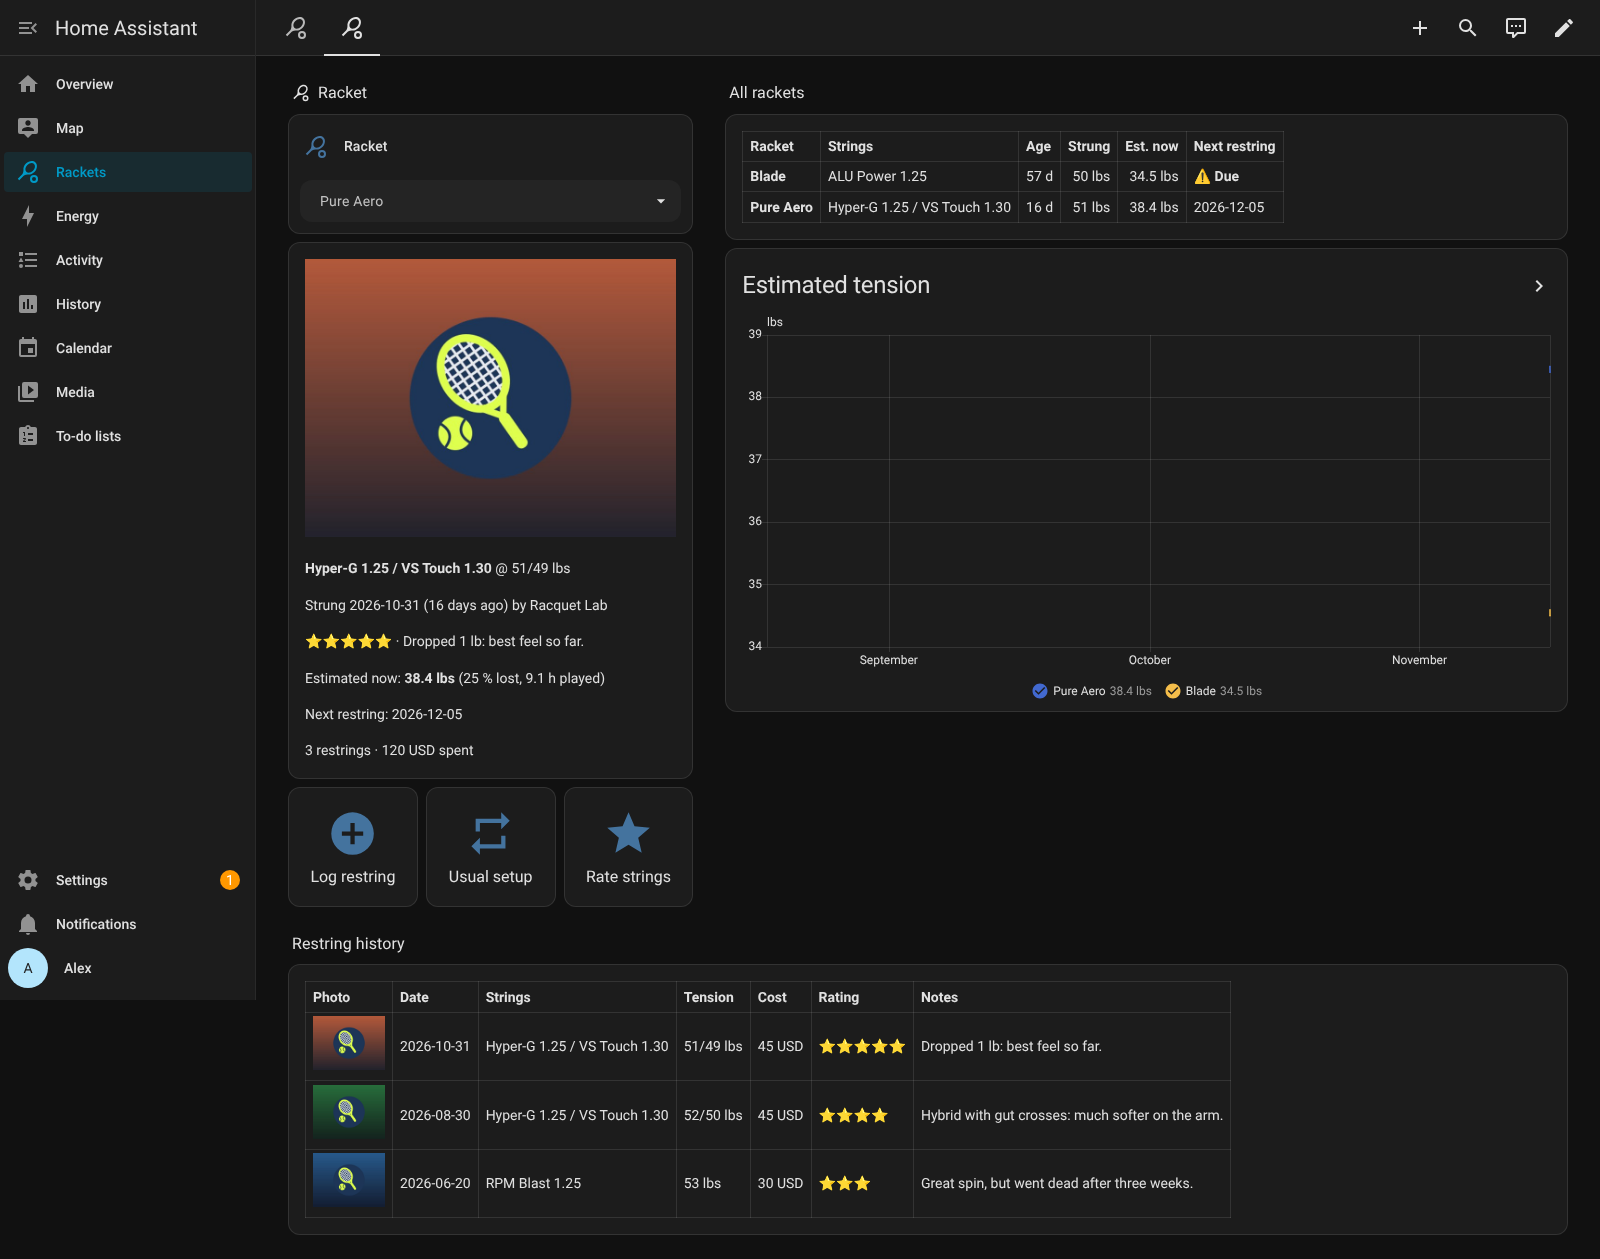 Home Assistant
Overview
Map
Rackets
Energy
Activity
History
Calendar
Media
To-do lists
Settings 1
Notifications
A Alex
Racket
Racket
Pure Aero
Hyper-G 1.25 / VS Touch 1.30 @ 51/49 lbs
Strung 2026-10-31 (16 days ago) by Racquet Lab
⭐⭐⭐⭐⭐ · Dropped 1 lb: best feel so far.
Estimated now: 38.4 lbs (25 % lost, 9.1 h played)
Next restring: 2026-12-05
3 restrings · 120 USD spent
Log restring Usual setup Rate strings
All rackets
Racket Strings Age Strung Est. now Next restring
Blade ALU Power 1.25 57 d 50 lbs 34.5 lbs ⚠️ Due
Pure Aero Hyper-G 1.25 / VS Touch 1.30 16 d 51 lbs 38.4 lbs 2026-12-05
Estimated tension
lbs
39
38
37
36
35
34
September October November
Pure Aero 38.4 lbs Blade 34.5 lbs
Restring history
Photo Date Strings Tension Cost Rating Notes
2026-10-31 Hyper-G 1.25 / VS Touch 1.30 51/49 lbs 45 USD ⭐⭐⭐⭐⭐ Dropped 1 lb: best feel so far.
2026-08-30 Hyper-G 1.25 / VS Touch 1.30 52/50 lbs 45 USD ⭐⭐⭐⭐ Hybrid with gut crosses: much softer on the arm.
2026-06-20 RPM Blast 1.25 53 lbs 30 USD ⭐⭐⭐ Great spin, but went dead after three weeks.